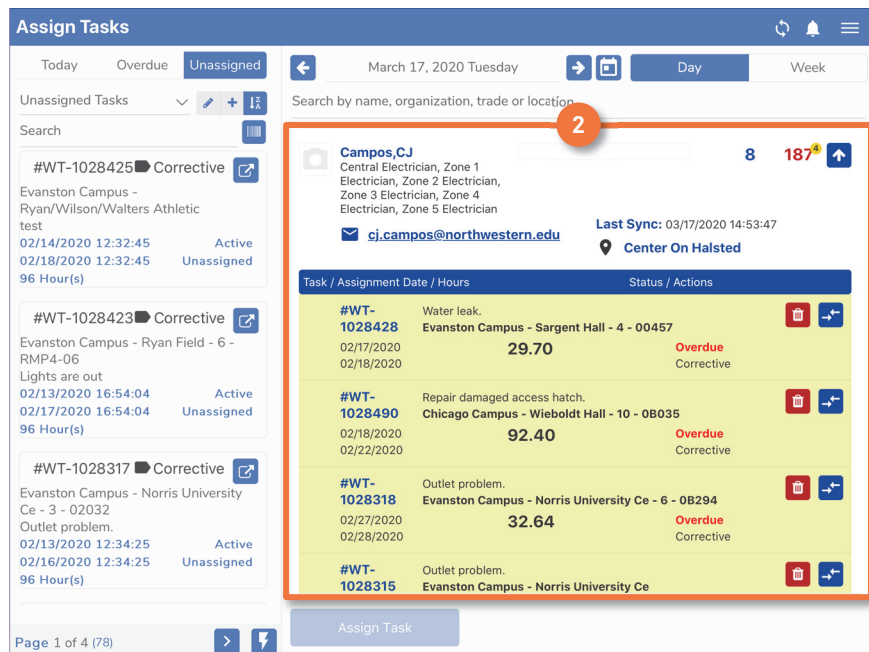 Assign Tasks
Today Overdue Unassigned
Unassigned Tasks
Search
#WT-1028425 Corrective
Evanston Campus -
Ryan/Wilson/Walters Athletic
test
02/14/2020 12:32:45 Active
02/18/2020 12:32:45 Unassigned
96 Hour(s)
#WT-1028423 Corrective
Evanston Campus - Ryan Field - 6 -
RMP4-06
Lights are out
02/13/2020 16:54:04 Active
02/17/2020 16:54:04 Unassigned
96 Hour(s)
#WT-1028317 Corrective
Evanston Campus - Norris University
Ce - 3 - 02032
Outlet problem.
02/13/2020 12:34:25 Active
02/16/2020 12:34:25 Unassigned
96 Hour(s)
Page 1 of 4 (78)
March 17, 2020 Tuesday Day Week
Search by name, organization, trade or location
2
Campos,CJ 8 187 4
Central Electrician, Zone 1
Electrician, Zone 2 Electrician,
Zone 3 Electrician, Zone 4
Electrician, Zone 5 Electrician
Last Sync: 03/17/2020 14:53:47
cj.campos@northwestern.edu
Center On Halsted
Task / Assignment Date / Hours Status / Actions
#WT-1028428 Water leak.
Evanston Campus - Sargent Hall - 4 - 00457
02/17/2020 29.70 Overdue
02/18/2020 Corrective
#WT-1028490 Repair damaged access hatch.
Chicago Campus - Wieboldt Hall - 10 - 0B035
02/18/2020 92.40 Overdue
02/22/2020 Corrective
#WT-1028318 Outlet problem.
Evanston Campus - Norris University Ce - 6 - 0B294
02/27/2020 32.64 Overdue
02/28/2020 Corrective
#WT-1028315 Outlet problem.
Evanston Campus - Norris University Ce
Assign Task